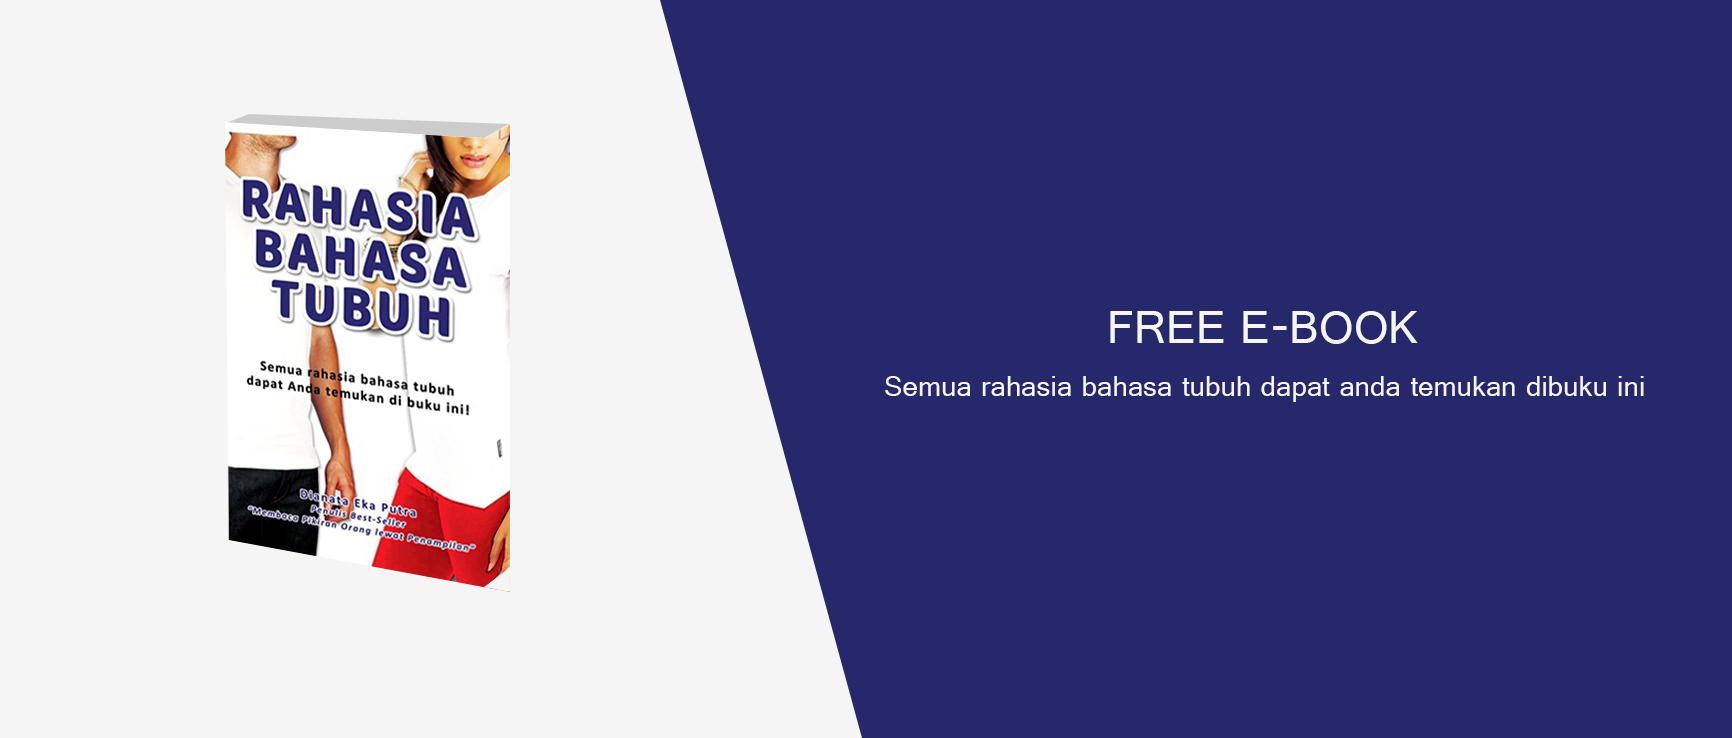 RAHASIA
BAHASA
TUBUH
Semua rahasia bahasa tubuh
dapat Anda temukan di buku ini!
Dianata Eka Putra
Penulis Best-Seller
"Membaca Pikiran Orang lewat Penampilan"
FREE E-BOOK
Semua rahasia bahasa tubuh dapat anda temukan dibuku ini